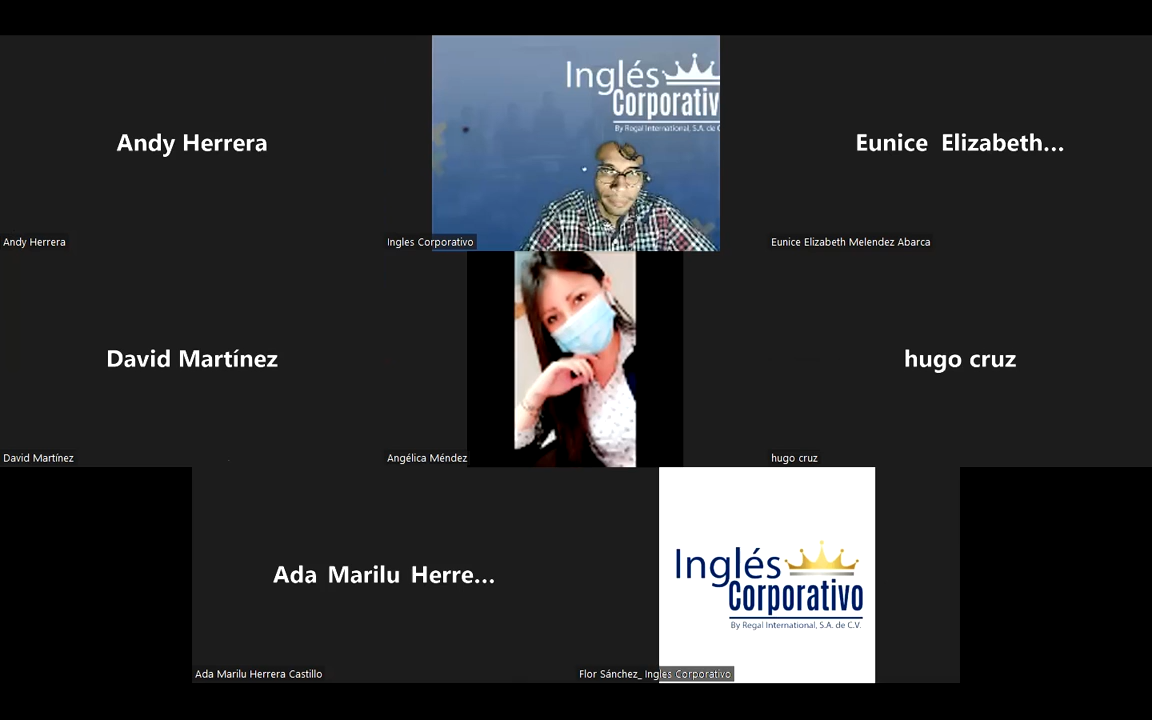 Andy Herrera
Andy Herrera
Inglés
Corporativ
By Regal International, S.A. de C
Ingles Corporativo
Eunice Elizabeth...
Eunice Elizabeth Melendez Abarca
David Martínez
David Martínez
Angélica Méndez
hugo cruz
hugo cruz
Ada Marilu Herre...
Ada Marilu Herrera Castillo
Inglés
Corporativo
By Regal International, S.A. de C.V.
Flor Sánchez_ Ingles Corporativo